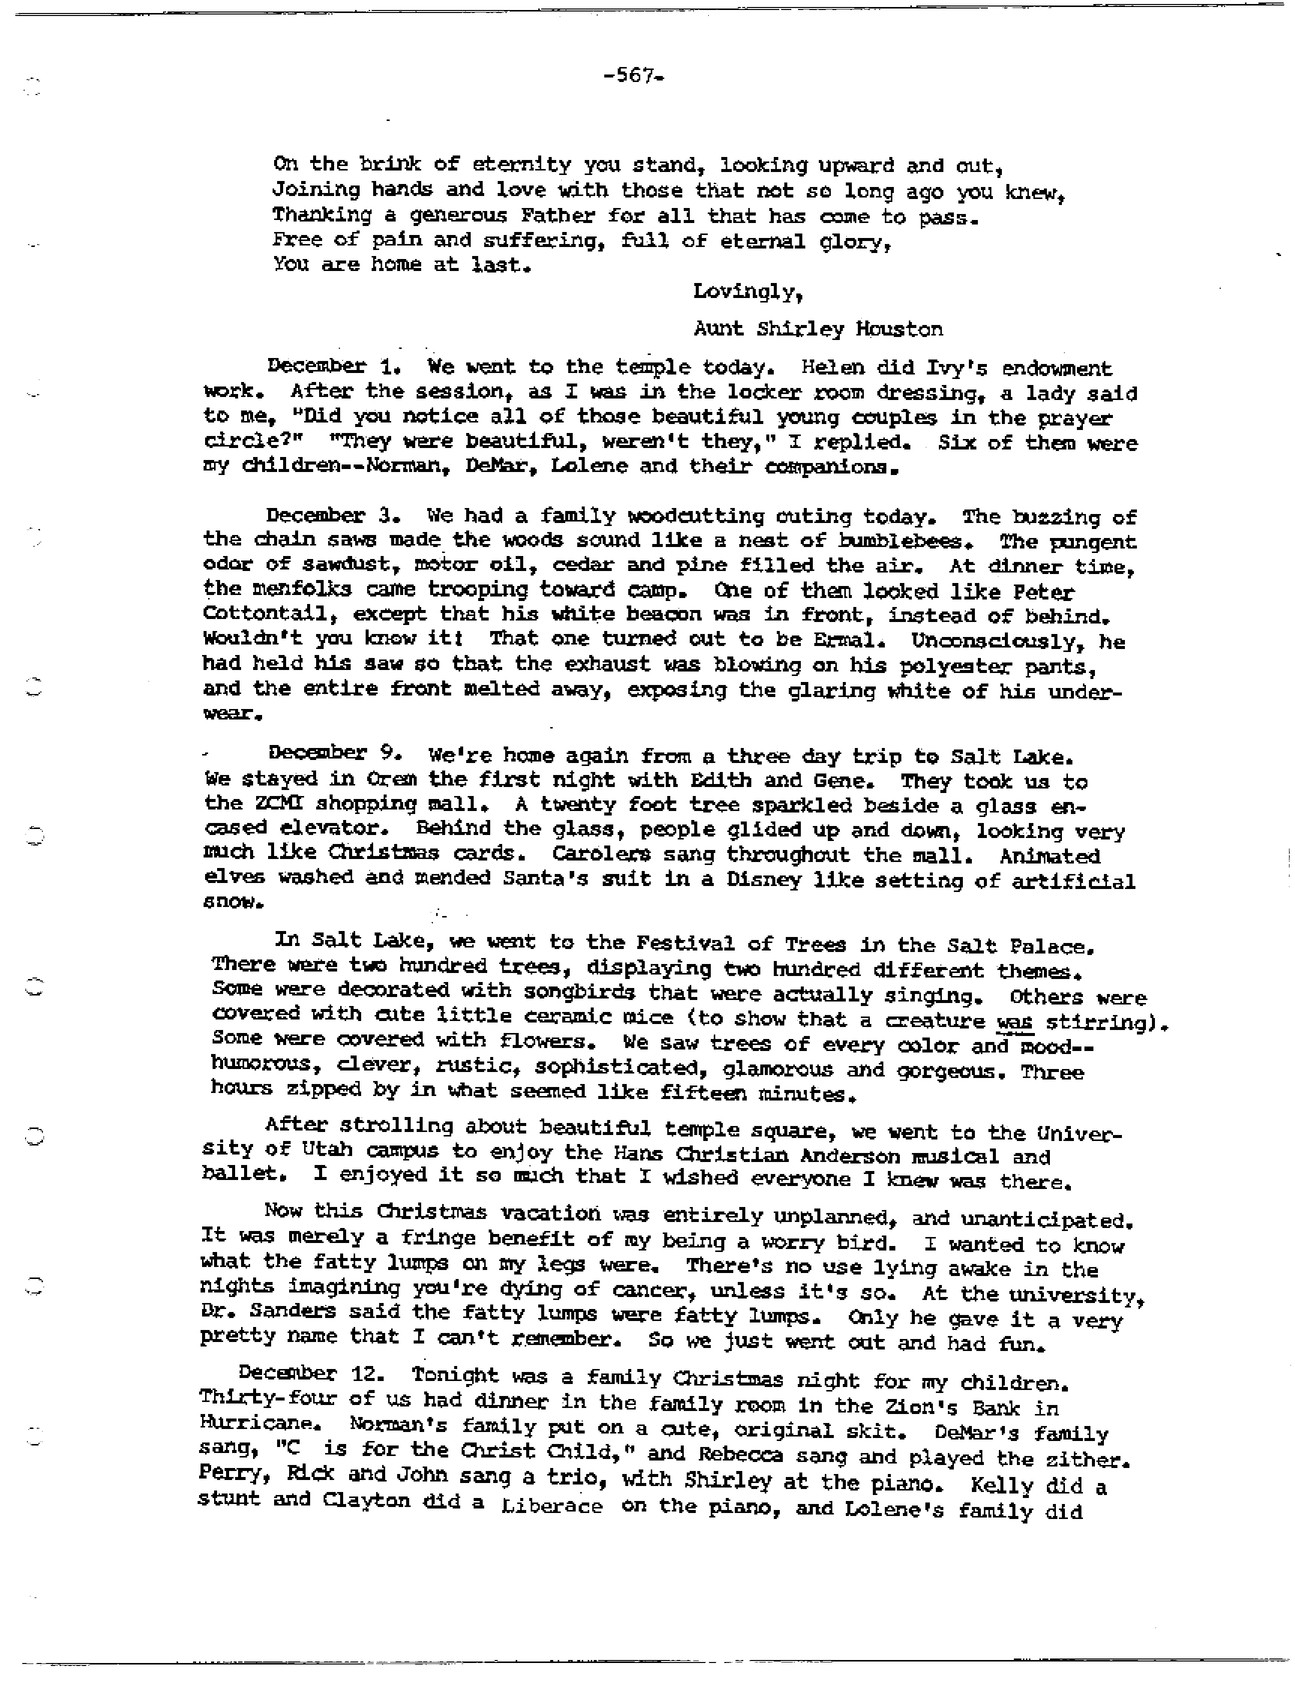 -567-
On the brink of eternity you stand, looking upward and out,
Joining hands and love with those that not so long ago you knew,
Thanking a generous Father for all that has come to pass.
Free of pain and suffering, full of eternal glory,
You are home at last.
Lovingly,
Aunt Shirley Houston
December 1. We went to the temple today. Helen did Ivy's endowment
work. After the session, as I was in the locker room dressing, a lady said
to me, "Did you notice all of those beautiful young couples in the prayer
circle?" "They were beautiful, weren't they," I replied. Six of them were
my children--Norman, DeMar, Lolene and their companions.
December 3. We had a family woodcutting outing today. The buzzing of
the chain saws made the woods sound like a nest of bumblebees. The pungent
odor of sawdust, motor oil, cedar and pine filled the air. At dinner time,
the menfolks came trooping toward camp. One of them looked like Peter
Cottontail, except that his white beacon was in front, instead of behind.
Wouldn't you know it! That one turned out to be Ermal. Unconsciously, he
had held his saw so that the exhaust was blowing on his polyester pants,
and the entire front melted away, exposing the glaring white of his under-
wear.
December 9. We're home again from a three day trip to Salt Lake.
We stayed in Orem the first night with Edith and Gene. They took us to
the ZCMI shopping mall. A twenty foot tree sparkled beside a glass en-
cased elevator. Behind the glass, people glided up and down, looking very
much like Christmas cards. Carolers sang throughout the mall. Animated
elves washed and mended Santa's suit in a Disney like setting of artificial
snow.
In Salt Lake, we went to the Festival of Trees in the Salt Palace.
There were two hundred trees, displaying two hundred different themes.
Some were decorated with songbirds that were actually singing. Others were
covered with cute little ceramic mice (to show that a creature was stirring).
Some were covered with flowers. We saw trees of every color and mood--
humorous, clever, rustic, sophisticated, glamorous and gorgeous. Three
hours zipped by in what seemed like fifteen minutes.
After strolling about beautiful temple square, we went to the Univer-
sity of Utah campus to enjoy the Hans Christian Anderson musical and
ballet. I enjoyed it so much that I wished everyone I knew was there.
Now this Christmas vacation was entirely unplanned, and unanticipated.
It was merely a fringe benefit of my being a worry bird. I wanted to know
what the fatty lumps on my legs were. There's no use lying awake in the
nights imagining you're dying of cancer, unless it's so. At the university,
Dr. Sanders said the fatty lumps were fatty lumps. Only he gave it a very
pretty name that I can't remember. So we just went out and had fun.
December 12. Tonight was a family Christmas night for my children.
Thirty-four of us had dinner in the family room in the Zion's Bank in
Hurricane. Norman's family put on a cute, original skit. DeMar's family
sang, "C is for the Christ Child," and Rebecca sang and played the zither.
Perry, Rick and John sang a trio, with Shirley at the piano. Kelly did a
stunt and Clayton did a Liberace on the piano, and Lolene's family did